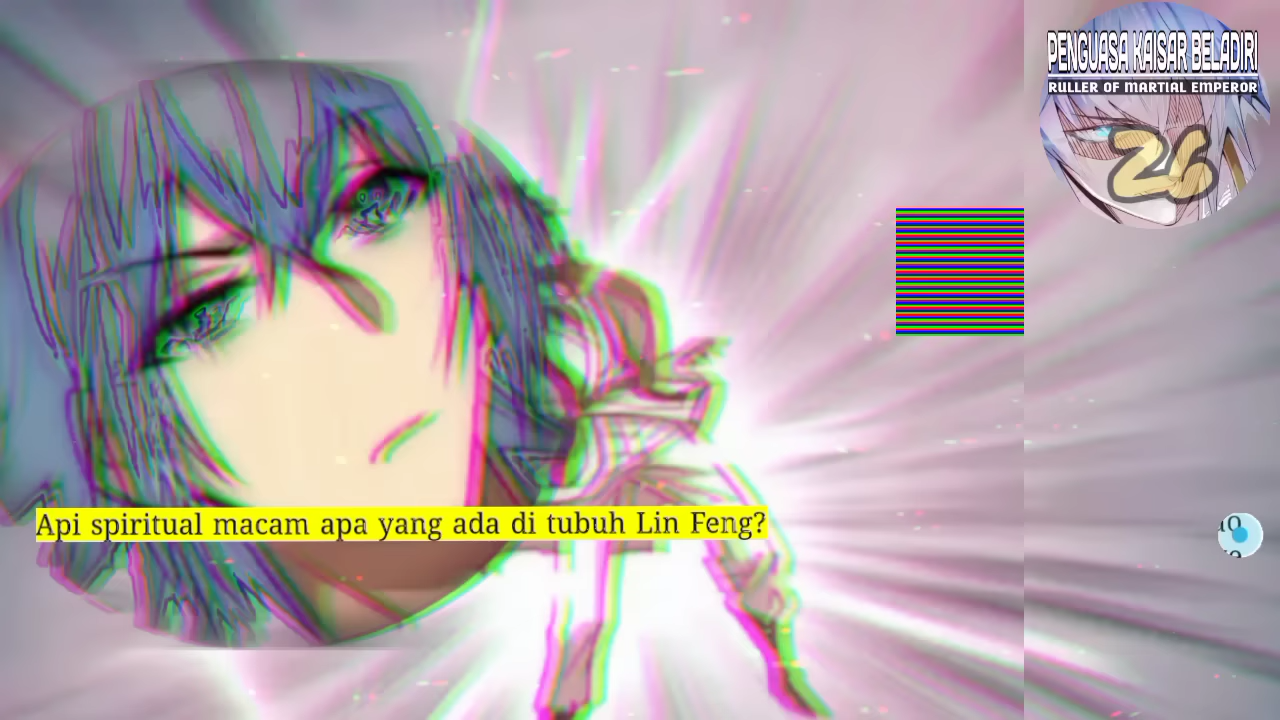 PENGUASA KAISAR BELADIRI
RULLER OF MARTIAL EMPEROR
26
Api spiritual macam apa yang ada di tubuh Lin Feng?